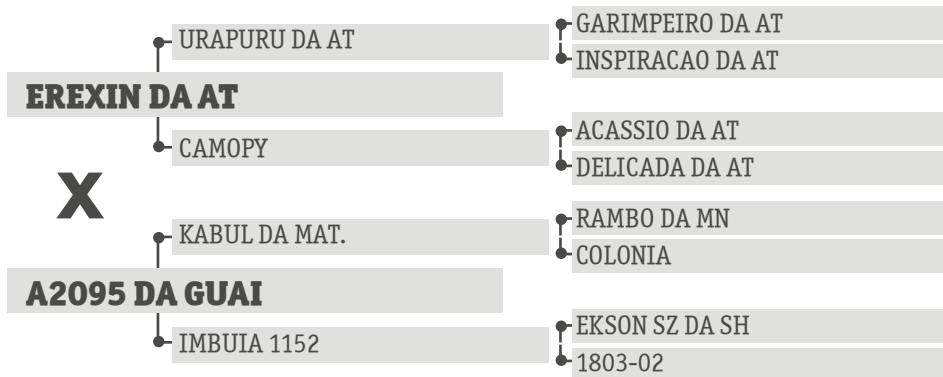 GARIMPEIRO DA AT
URAPURU DA AT
INSPIRACAO DA AT
EREXIN DA AT
ACASSIO DA AT
CAMOPY
DELICADA DA AT
X
RAMBO DA MN
KABUL DA MAT.
COLONIA
A2095 DA GUAI
EKSON SZ DA SH
IMBUIA 1152
1803-02